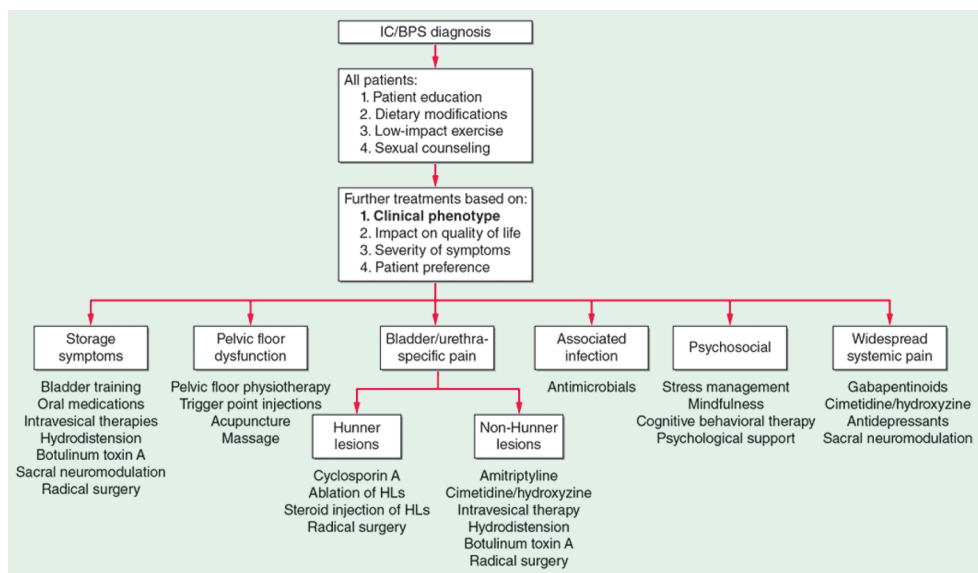 IC/BPS diagnosis
All patients:
1. Patient education
2. Dietary modifications
3. Low-impact exercise
4. Sexual counseling
Further treatments based on:
1. Clinical phenotype
2. Impact on quality of life
3. Severity of symptoms
4. Patient preference
Storage
symptoms
Bladder training
Oral medications
Intravesical therapies
Hydrodistension
Botulinum toxin A
Sacral neuromodulation
Radical surgery
Pelvic floor
dysfunction
Pelvic floor physiotherapy
Trigger point injections
Acupuncture
Massage
Bladder/urethra-
specific pain
Hunner
lesions
Cyclosporin A
Ablation of HLs
Steroid injection of HLs
Radical surgery
Non-Hunner
lesions
Amitriptyline
Cimetidine/hydroxyzine
Intravesical therapy
Hydrodistension
Botulinum toxin A
Radical surgery
Associated
infection
Antimicrobials
Psychosocial
Stress management
Mindfulness
Cognitive behavioral therapy
Psychological support
Widespread
systemic pain
Gabapentinoids
Cimetidine/hydroxyzine
Antidepressants
Sacral neuromodulation